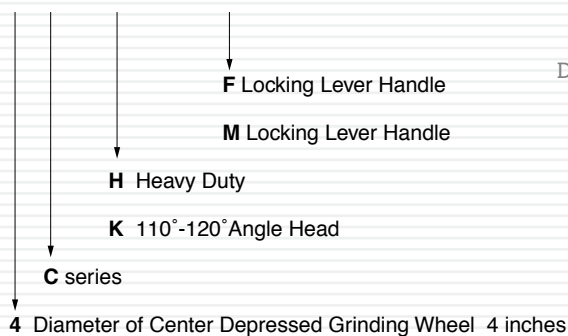 F Locking Lever Handle
D
M Locking Lever Handle
H Heavy Duty
K 110˚-120˚Angle Head
C series
4 Diameter of Center Depressed Grinding Wheel 4 inches